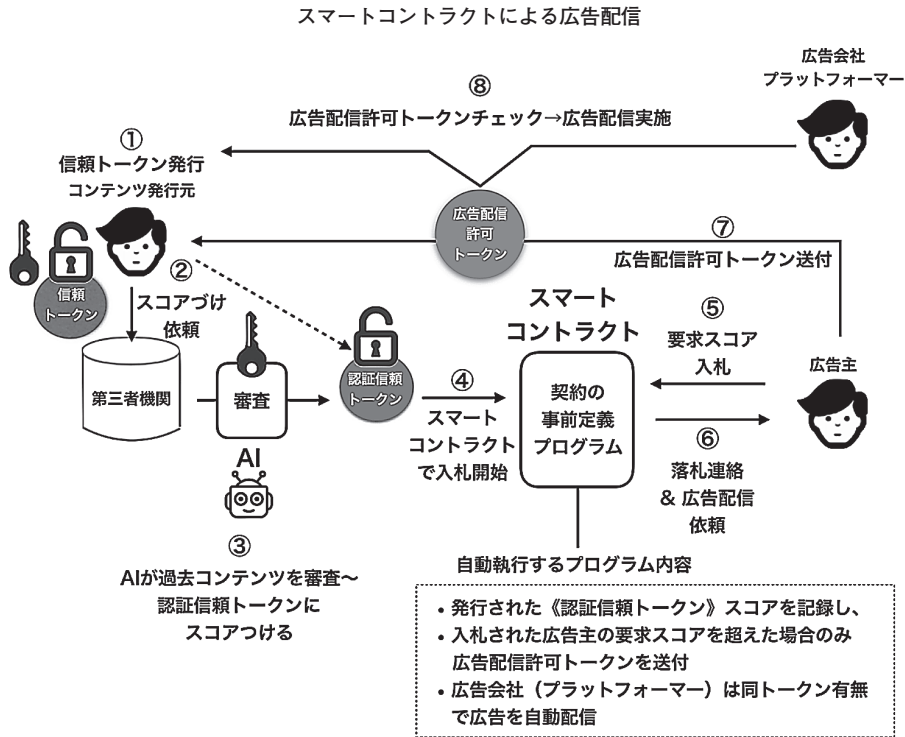 スマートコントラクトによる広告配信
広告会社
プラットフォーマー
⑧
広告配信許可トークンチェック→広告配信実施
①
信頼トークン発行
コンテンツ発行元
広告配信
許可
トークン
⑦
広告配信許可トークン送付
信頼
トークン
②
スコアづけ
依頼
第三者機関
審査
AI
③
AIが過去コンテンツを審査～
認証信頼トークンに
スコアつける
認証信頼
トークン
④
スマート
コントラクト
で入札開始
スマート
コントラクト
契約の
事前定義
プログラム
⑤
要求スコア
入札
広告主
⑥
落札連絡
& 広告配信
依頼
自動執行するプログラム内容
• 発行された《認証信頼トークン》スコアを記録し、
• 入札された広告主の要求スコアを超えた場合のみ
広告配信許可トークンを送付
• 広告会社（プラットフォーマー）は同トークン有無
で広告を自動配信